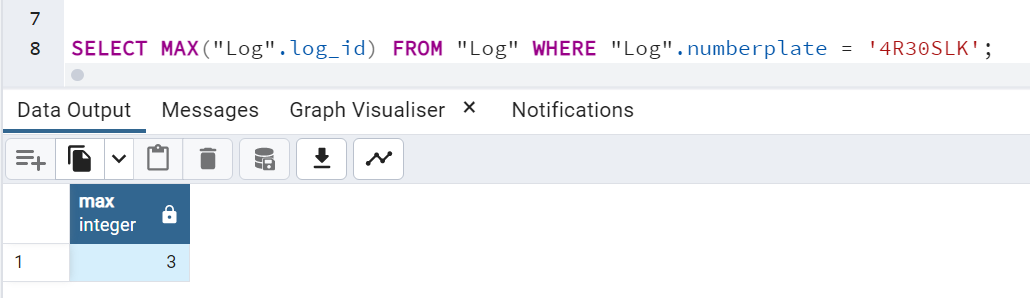 7
8 SELECT MAX("Log".log_id) FROM "Log" WHERE "Log".numberplate = '4R30SLK';
Data Output Messages Graph Visualiser × Notifications
max
integer
1 3